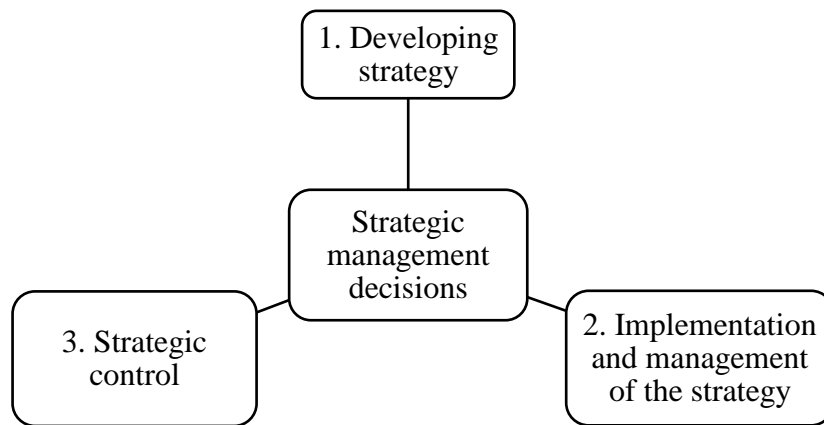 1. Developing
strategy
Strategic
management
decisions
3. Strategic
control
2. Implementation
and management
of the strategy